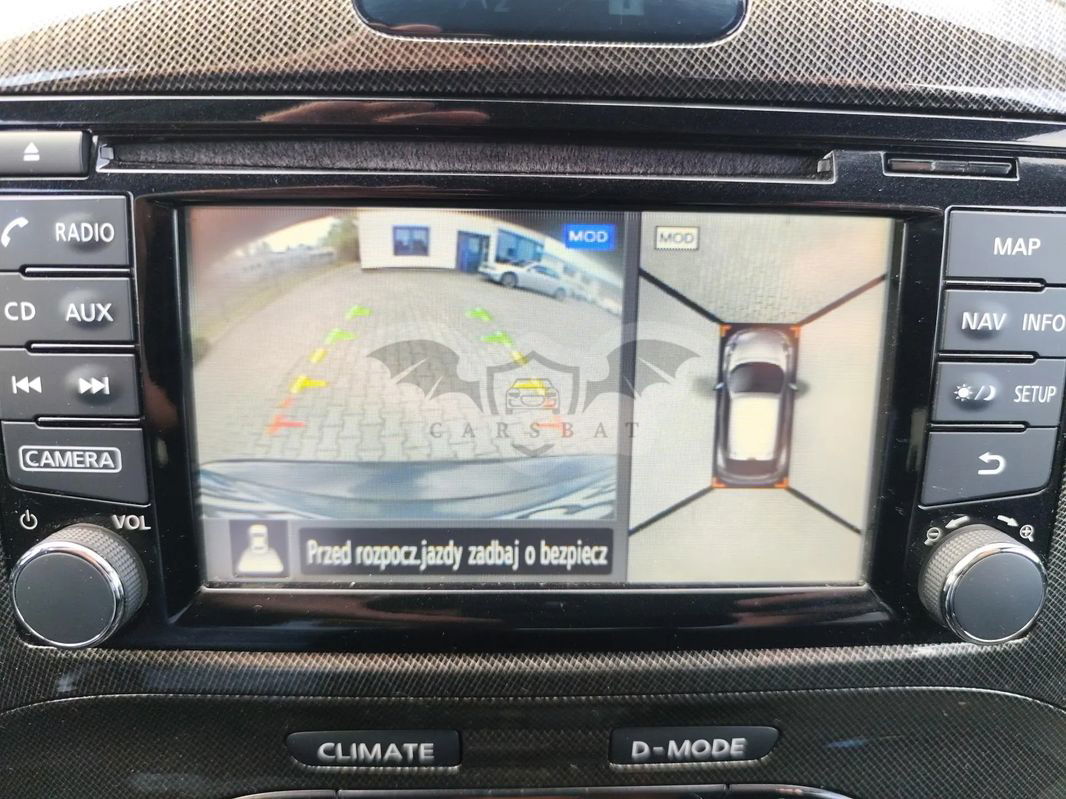 RADIO
MOD
MOD
MAP
CD
AUX
NAV
INFO
SETUP
CARSBAT
CAMERA
VOL
Przed rozpocz.jazdy zadbaj o bezpiecz
CLIMATE
D-MODE